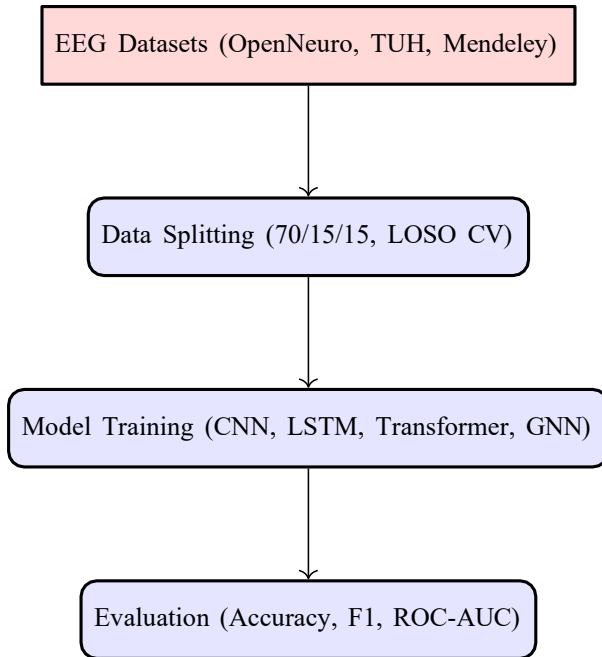 EEG Datasets (OpenNeuro, TUH, Mendeley)
Data Splitting (70/15/15, LOSO CV)
Model Training (CNN, LSTM, Transformer, GNN)
Evaluation (Accuracy, F1, ROC-AUC)